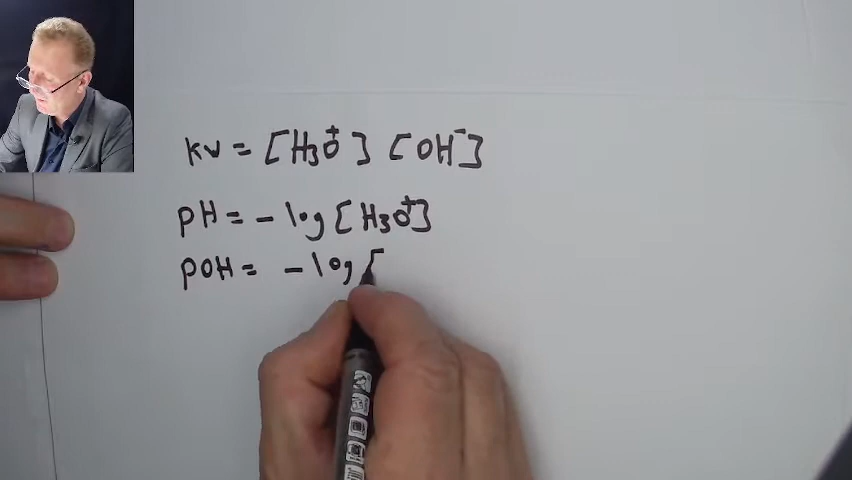 kw = [H₃O⁺] [OH⁻]
pH = - log [H₃O⁺]
pOH = - log [